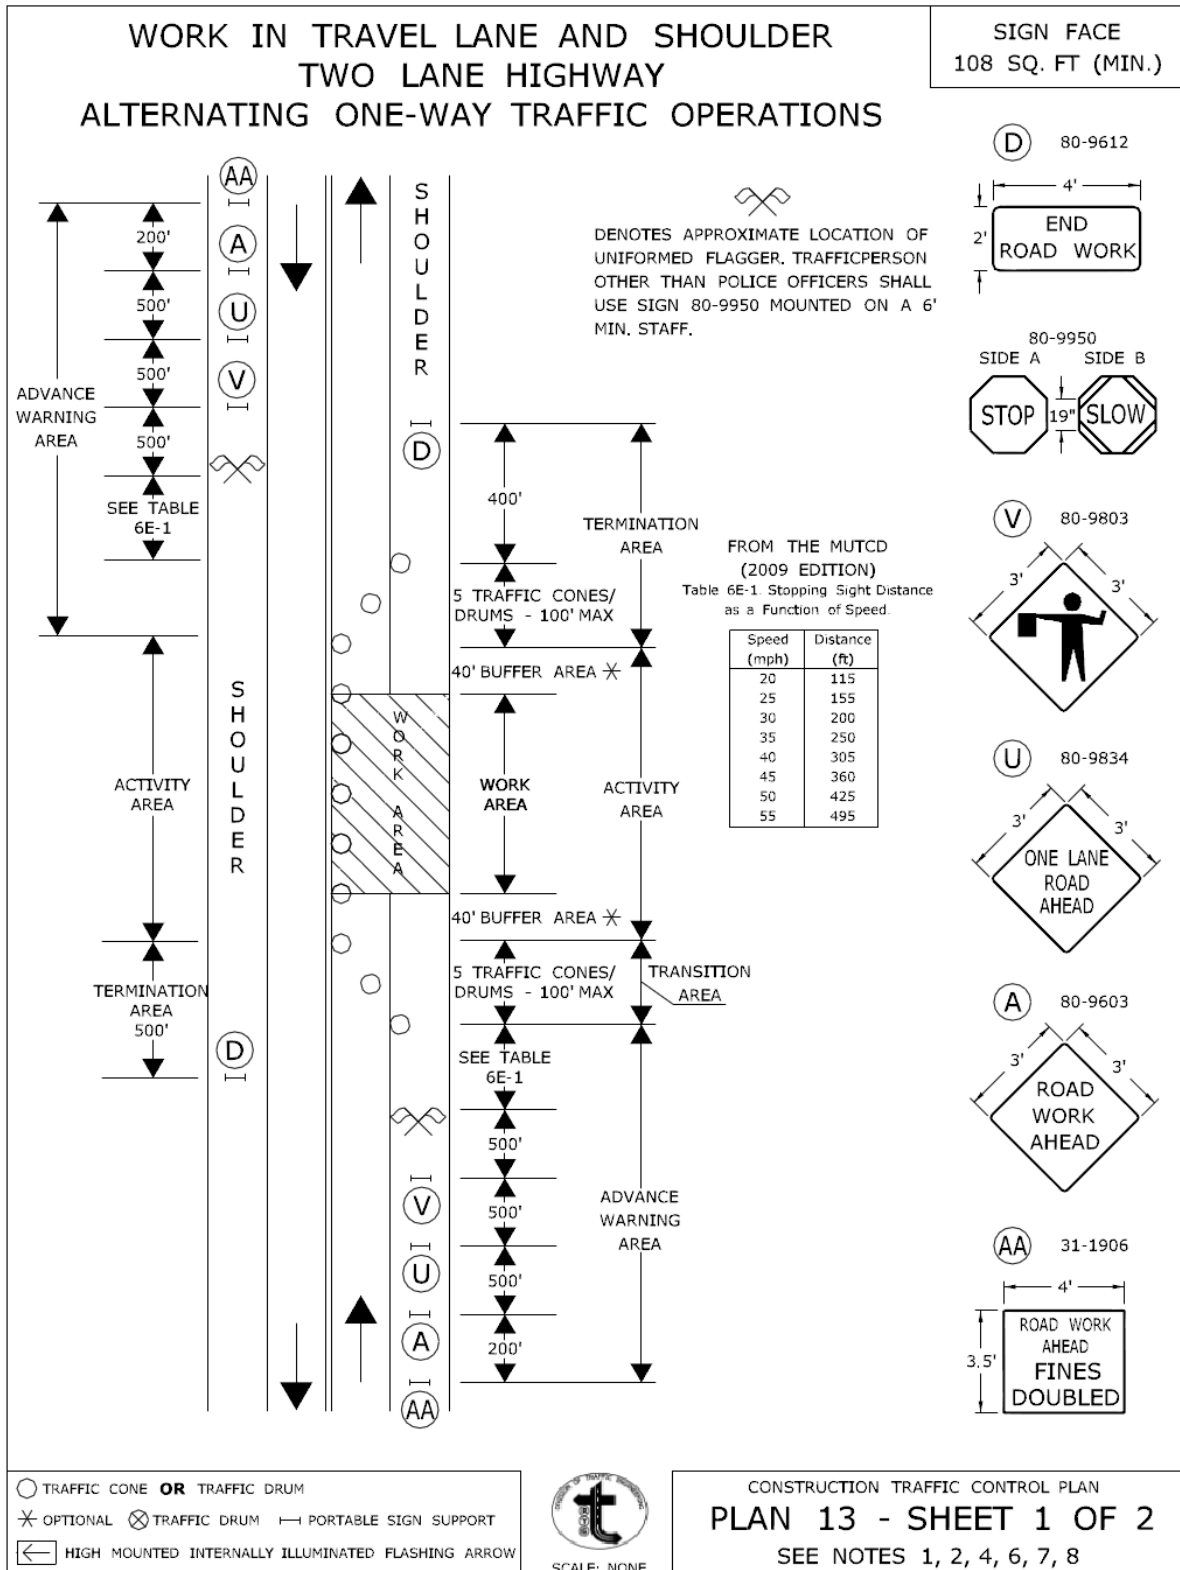 WORK IN TRAVEL LANE AND SHOULDER
TWO LANE HIGHWAY
ALTERNATING ONE-WAY TRAFFIC OPERATIONS
SIGN FACE
108 SQ. FT (MIN.)
AA
200'
A
500'
U
500'
V
500'
ADVANCE
WARNING
AREA
SEE TABLE
6E-1
SHOULDER
ACTIVITY
AREA
TERMINATION
AREA
500'
D
SHOULDER
D
400'
TERMINATION
AREA
5 TRAFFIC CONES/
DRUMS - 100' MAX
40' BUFFER AREA
WORK AREA
WORK
AREA
ACTIVITY
AREA
40' BUFFER AREA
5 TRAFFIC CONES/
DRUMS - 100' MAX
TRANSITION
AREA
SEE TABLE
6E-1
500'
V
500'
U
500'
A
200'
AA
ADVANCE
WARNING
AREA
DENOTES APPROXIMATE LOCATION OF
UNIFORMED FLAGGER. TRAFFICPERSON
OTHER THAN POLICE OFFICERS SHALL
USE SIGN 80-9950 MOUNTED ON A 6'
MIN. STAFF.
FROM THE MUTCD
(2009 EDITION)
Table 6E-1. Stopping Sight Distance
as a Function of Speed.
Speed Distance
(mph) (ft)
20 115
25 155
30 200
35 250
40 305
45 360
50 425
55 495
D 80-9612
4'
2'
END
ROAD WORK
80-9950
SIDE A SIDE B
STOP 19" SLOW
V 80-9803
3' 3'
U 80-9834
3' 3'
ONE LANE
ROAD
AHEAD
A 80-9603
3' 3'
ROAD
WORK
AHEAD
AA 31-1906
4'
3.5'
ROAD WORK
AHEAD
FINES
DOUBLED
TRAFFIC CONE OR TRAFFIC DRUM
OPTIONAL TRAFFIC DRUM PORTABLE SIGN SUPPORT
HIGH MOUNTED INTERNALLY ILLUMINATED FLASHING ARROW
SCALE: NONE
CONSTRUCTION TRAFFIC CONTROL PLAN
PLAN 13 - SHEET 1 OF 2
SEE NOTES 1, 2, 4, 6, 7, 8